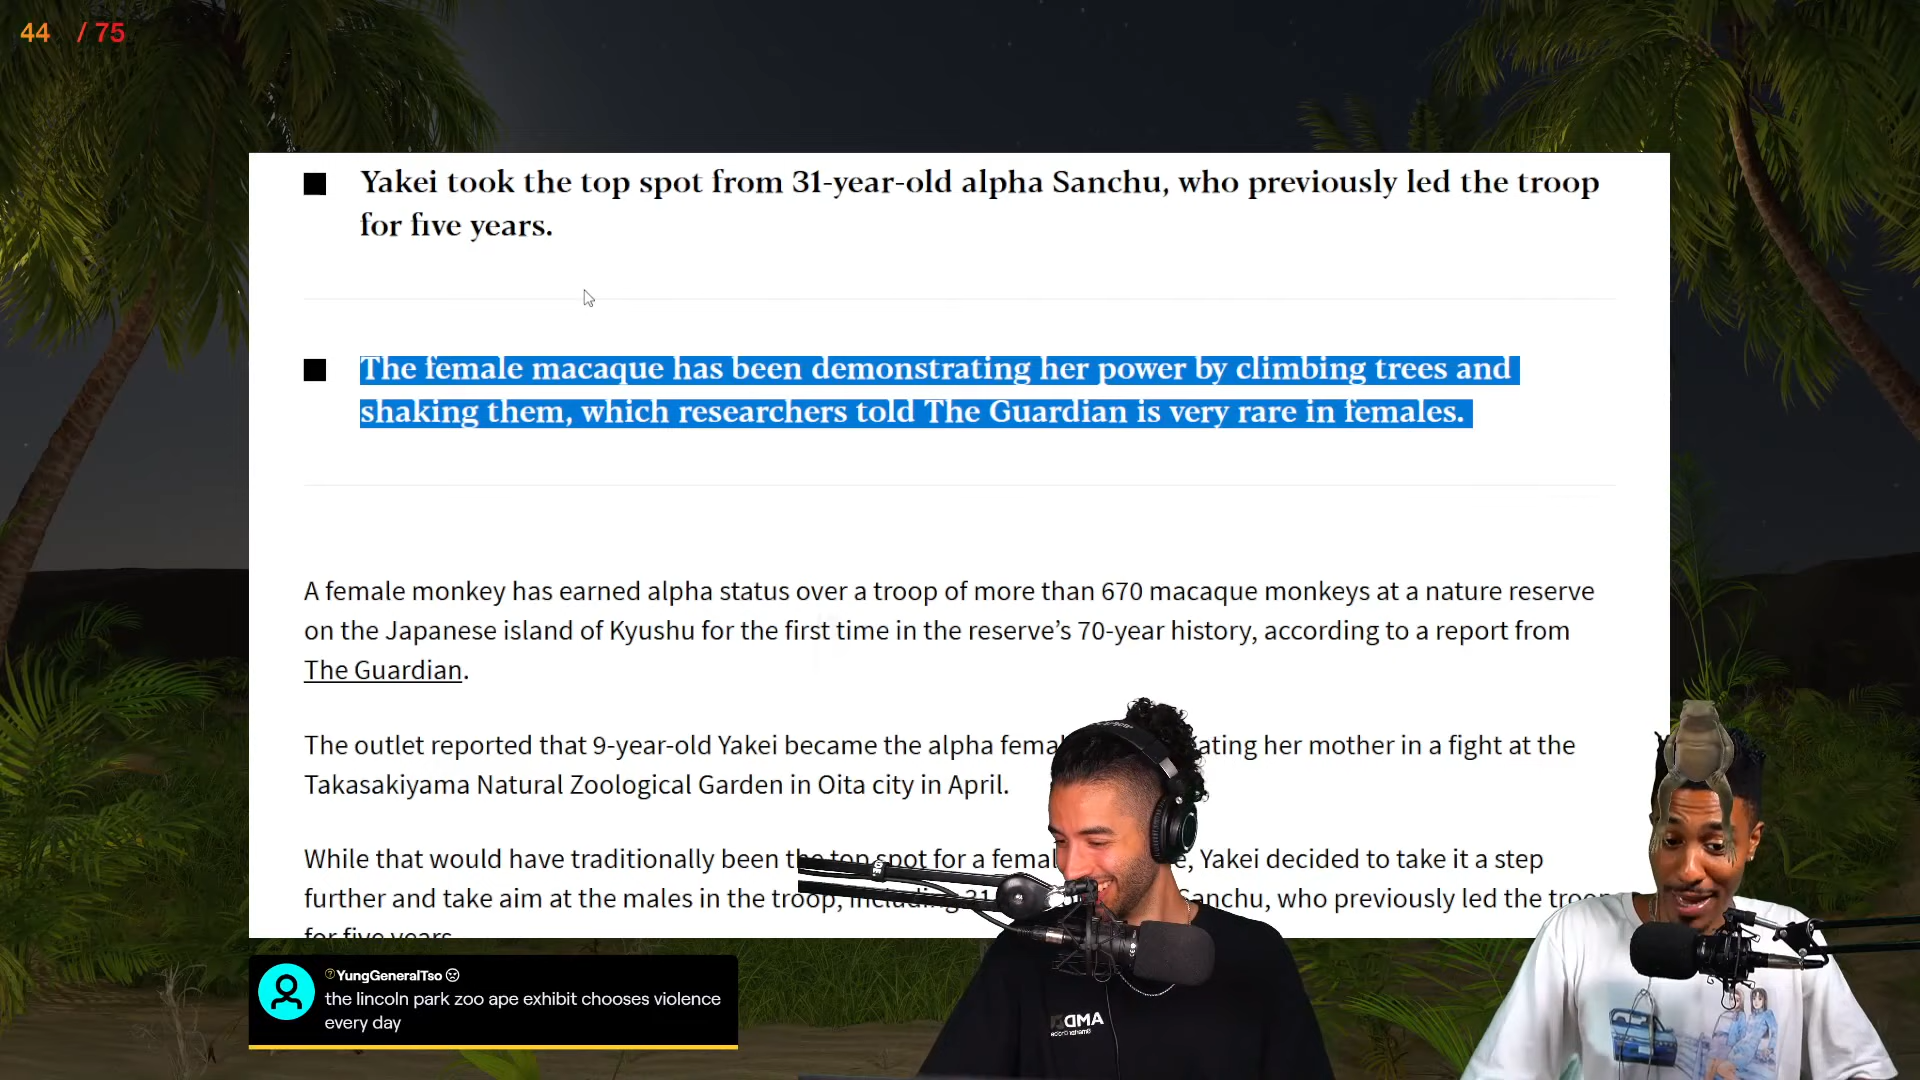 44 / 75
Yakei took the top spot from 31-year-old alpha Sanchu, who previously led the troop
for five years.
The female macaque has been demonstrating her power by climbing trees and
shaking them, which researchers told The Guardian is very rare in females.
A female monkey has earned alpha status over a troop of more than 670 macaque monkeys at a nature reserve
on the Japanese island of Kyushu for the first time in the reserve's 70-year history, according to a report from
The Guardian.
The outlet reported that 9-year-old Yakei became the alpha her mother in a fight at the
Takasakiyama Natural Zoological Garden in Oita city in April.
While that would have traditionally been the top spot for a Yakei decided to take it a step
further and take aim at the males in the troop, including Sanchu, who previously led the troop
for five years.
YungGeneralTso
the lincoln park zoo ape exhibit chooses violence
every day
AMD